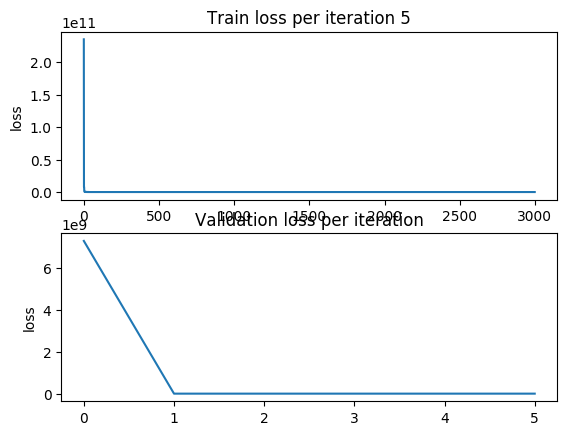 Train loss per iteration 5
1e11
2.0
1.5
1.0
0.5
0.0
loss
0 500 1000 1500 2000 2500 3000
Validation loss per iteration
1e9
6
4
2
0
loss
0 1 2 3 4 5